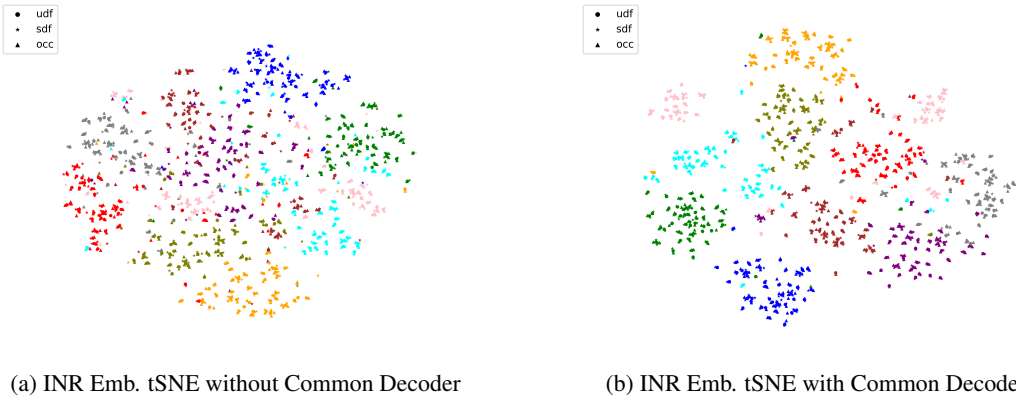 udf
sdf
occ
udf
sdf
occ
(a) INR Emb. tSNE without Common Decoder
(b) INR Emb. tSNE with Common Decode